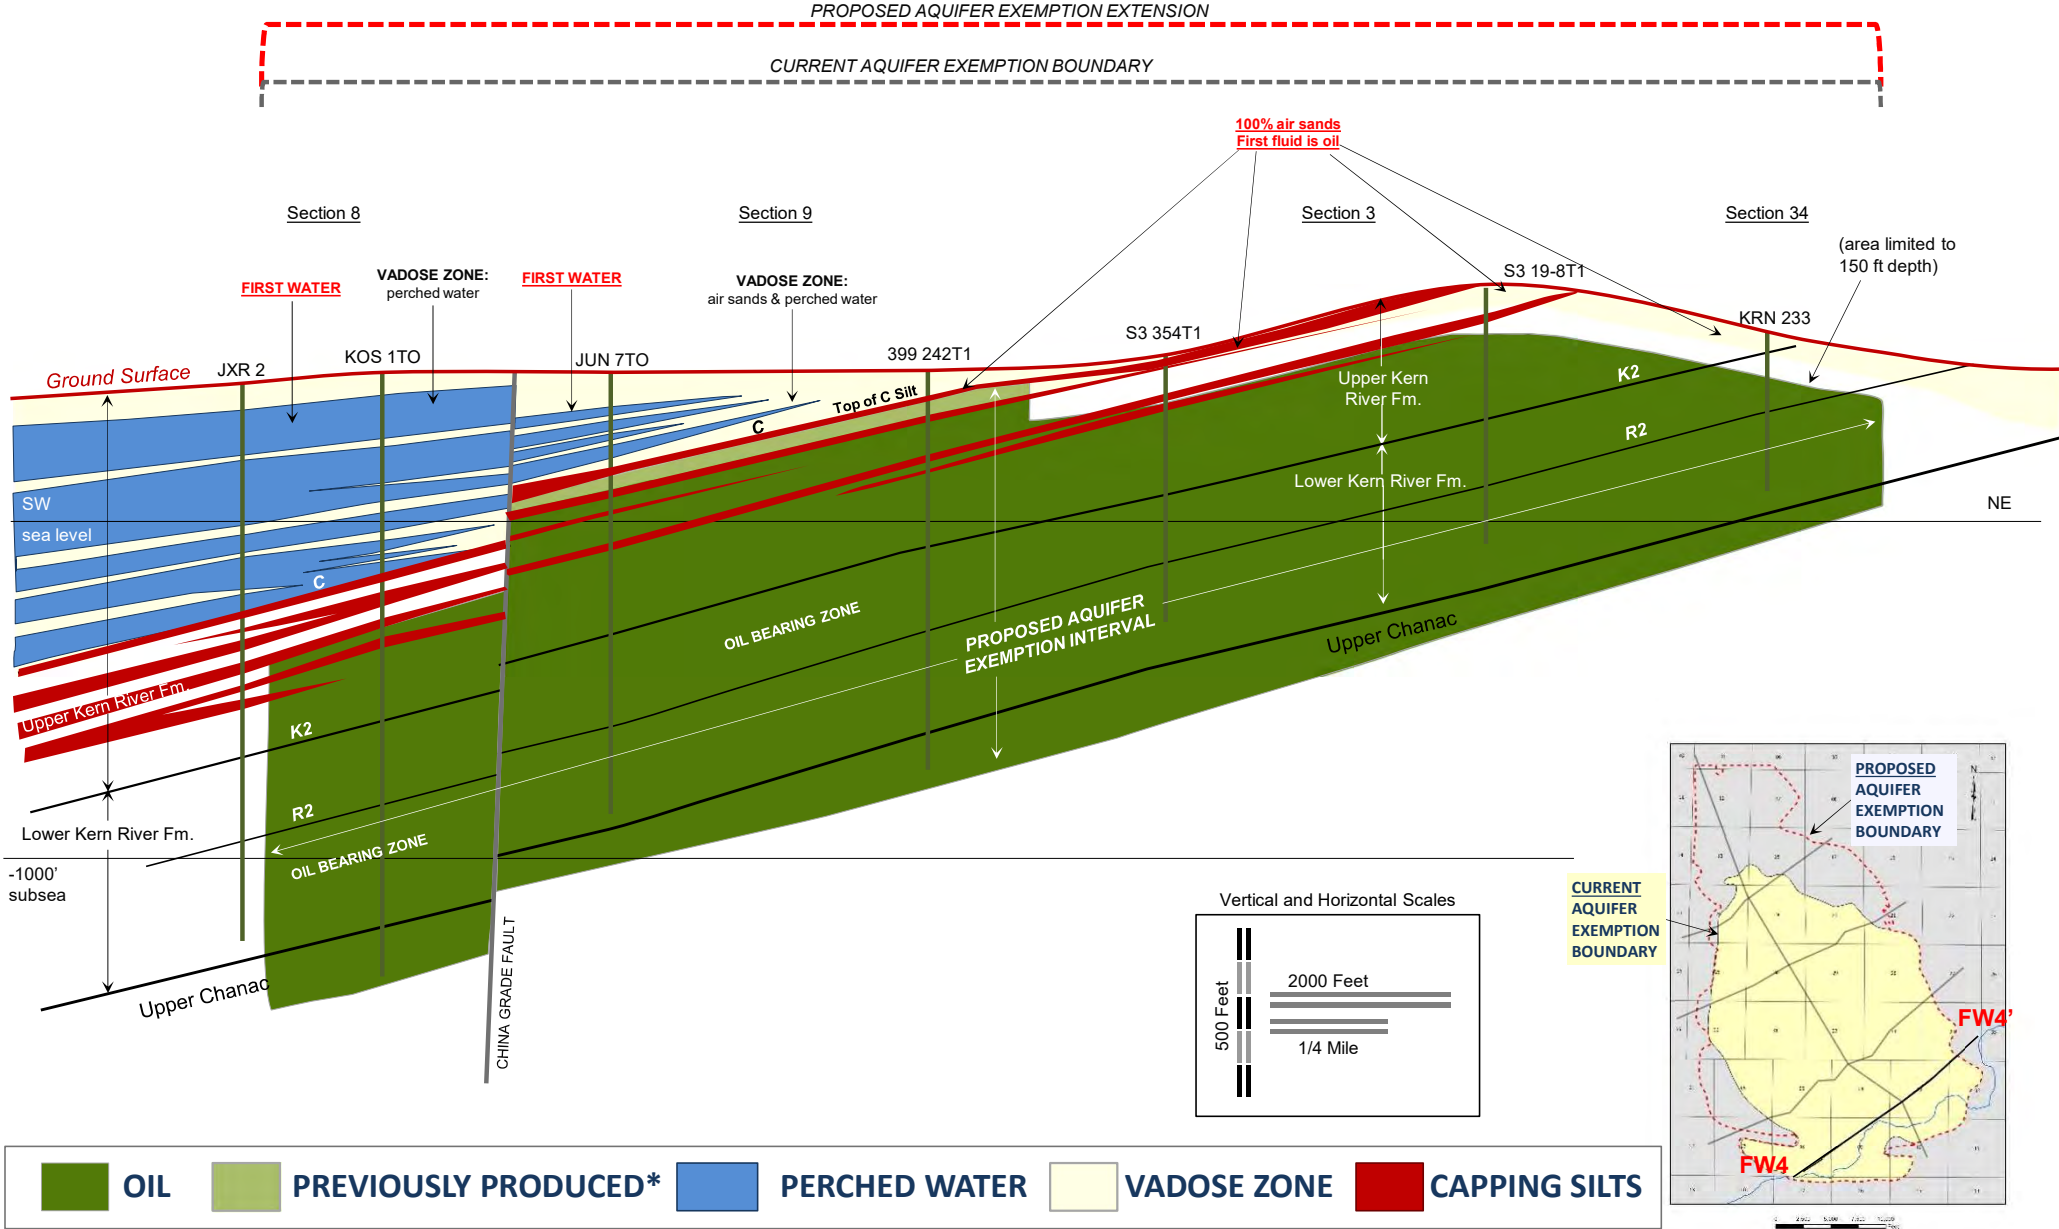 PROPOSED AQUIFER EXEMPTION EXTENSION
CURRENT AQUIFER EXEMPTION BOUNDARY
100% air sands
First fluid is oil
Section 8
Section 9
Section 3
Section 34
(area limited to
150 ft depth)
FIRST WATER
VADOSE ZONE:
perched water
FIRST WATER
VADOSE ZONE:
air sands & perched water
S3 19-8T1
KRN 233
S3 354T1
399 242T1
JUN 7TO
KOS 1TO
JXR 2
Ground Surface
Top of C Silt
C
Upper Kern
River Fm.
K2
R2
Lower Kern River Fm.
SW
NE
sea level
C
OIL BEARING ZONE
PROPOSED AQUIFER
EXEMPTION INTERVAL
Upper Chanac
Upper Kern River Fm.
K2
R2
Lower Kern River Fm.
OIL BEARING ZONE
-1000’
subsea
Upper Chanac
CHINA GRADE FAULT
Vertical and Horizontal Scales
500 Feet
2000 Feet
1/4 Mile
PROPOSED
AQUIFER
EXEMPTION
BOUNDARY
N
CURRENT
AQUIFER
EXEMPTION
BOUNDARY
FW4’
FW4
OIL
PREVIOUSLY PRODUCED*
PERCHED WATER
VADOSE ZONE
CAPPING SILTS